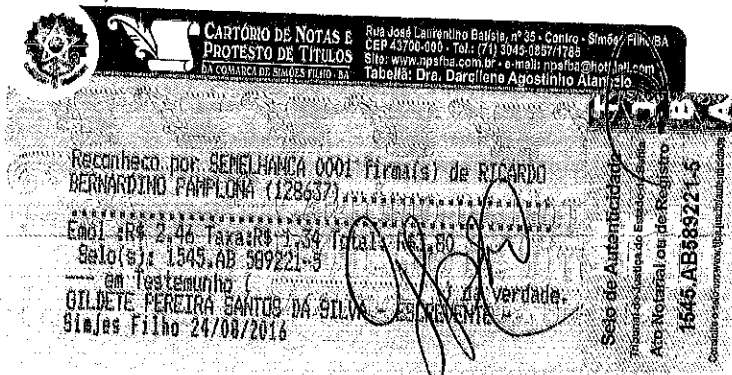 CARTÓRIO DE NOTAS E
PROTESTO DE TÍTULOS
DA COMARCA DE SIMÕES FILHO - BA
Rua José Laurentino Batista, nº 35 - Centro - Simões Filho/BA
CEP 43700-000 - Tel.: (71) 3045-0857/1786
Site: www.npsfba.com.br - e-mail: npsfba@hotmail.com
Tabeliã: Dra. Darcilene Agostinho
Reconheco por SEMELHANCA 0001 firma(s) de RICARDO
BERNARDINO PAMPLONA (128637)
Emol :R$ 2,46 Taxa:R$ 1,34 Total: R$ 3,80
Selo(s): 1545.AB 589221-5
em Testemunho ( ) da verdade.
GILDETE PEREIRA SANTOS DA SILVA - ESCREVENTE
Simões Filho 24/08/2016
TJBA
Selo de Autenticidade
Tribunal de Justiça do Estado da Bahia
Ato Notarial ou de Registro
1545.AB589221-5